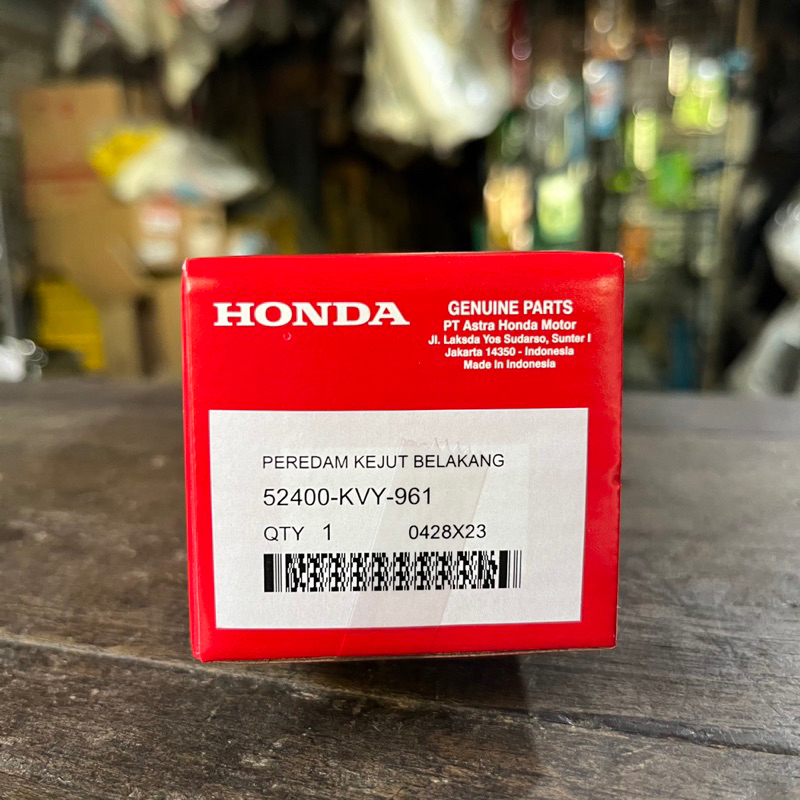 HONDA
GENUINE PARTS
PT Astra Honda Motor
Jl. Laksda Yos Sudarso, Sunter I
Jakarta 14350 - Indonesia
Made in Indonesia
PEREDAM KEJUT BELAKANG
52400-KVY-961
QTY 1 0428X23